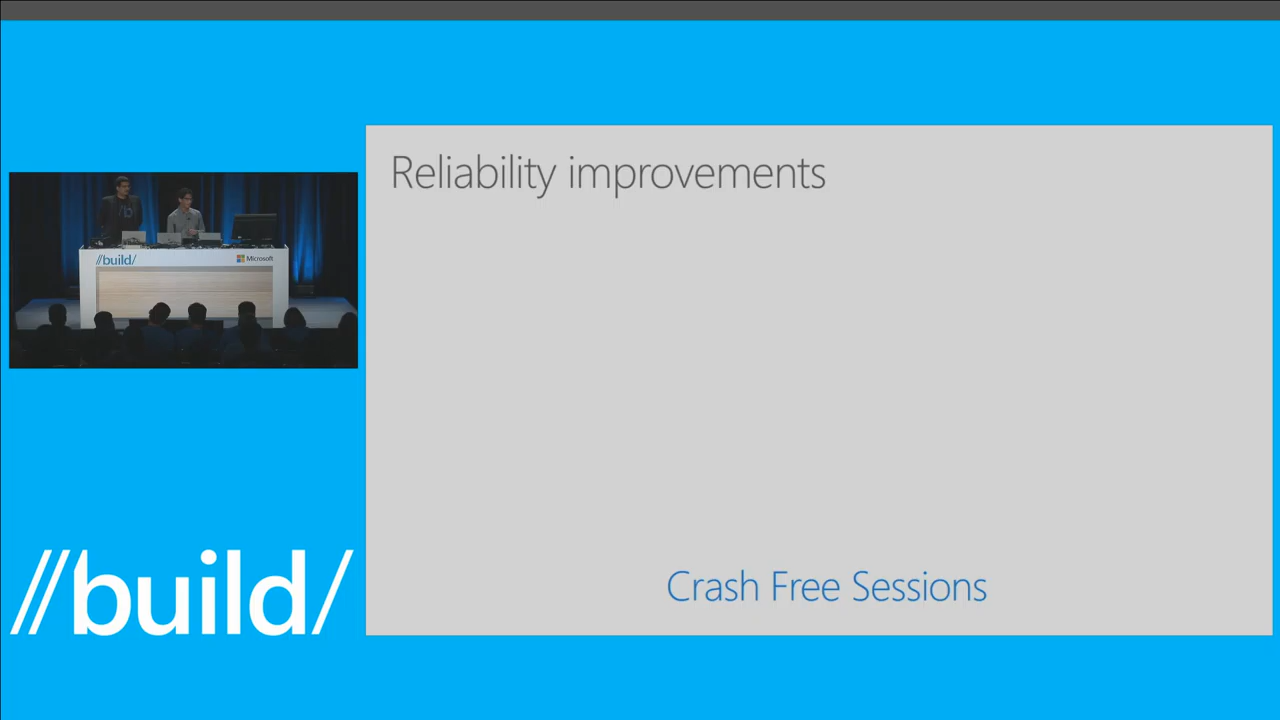 Reliability improvements
//build/
Microsoft
Crash Free Sessions
//build/